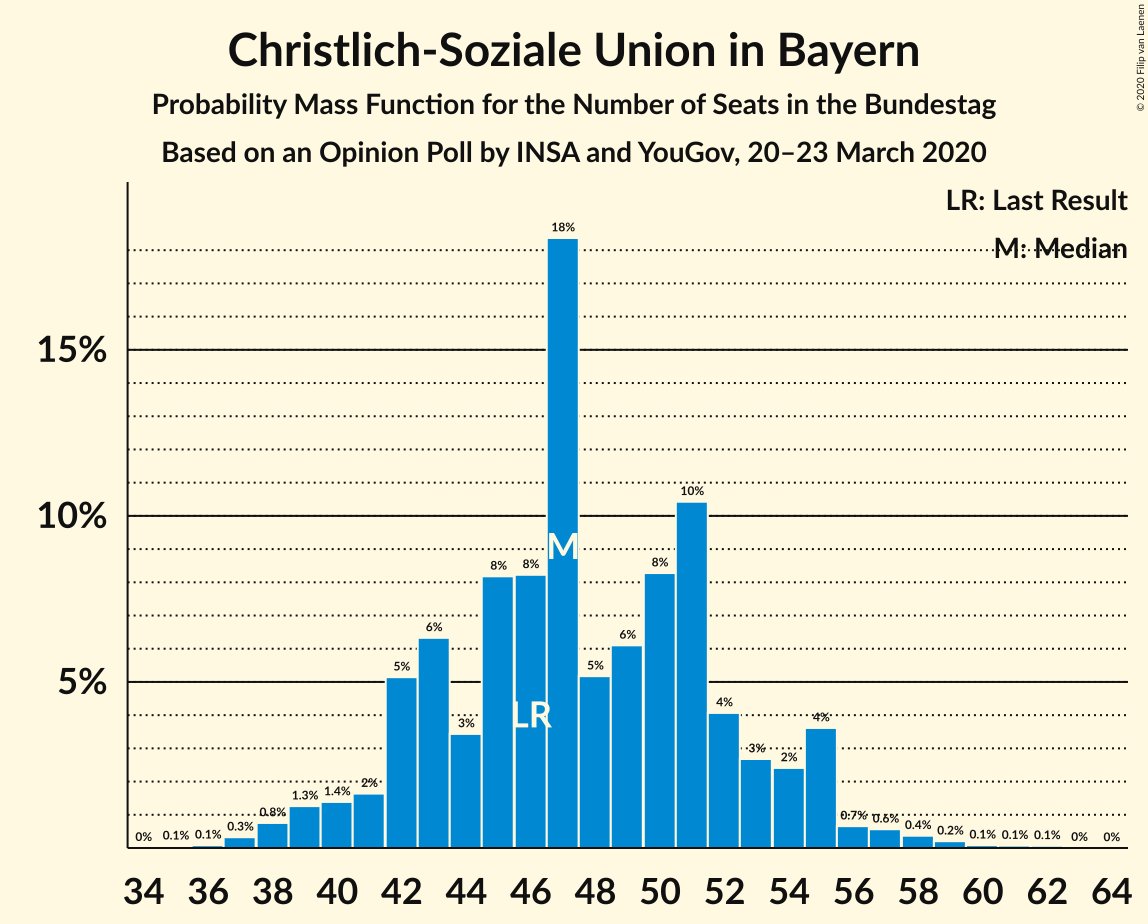 Christlich-Soziale Union in Bayern
Probability Mass Function for the Number of Seats in the Bundestag
Based on an Opinion Poll by INSA and YouGov, 20–23 March 2020
© 2020 Filip van Laenen
LR: Last Result
M: Median
15%
10%
5%
0% 0.1% 0.1% 0.3% 0.8% 1.3% 1.4% 2% 5% 6% 3% 8% 8% 18% 5% 6% 8% 10% 4% 3% 2% 4% 0.7% 0.6% 0.4% 0.2% 0.1% 0.1% 0.1% 0% 0%
M
LR
34 36 38 40 42 44 46 48 50 52 54 56 58 60 62 64